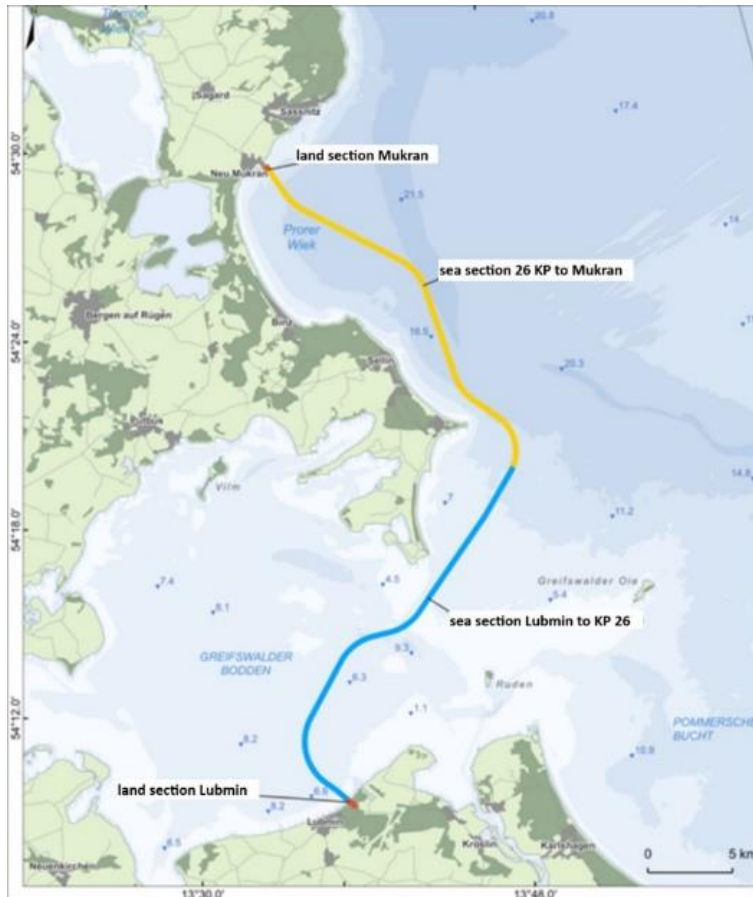 20.8
17.4
Sagard
Sassnitz
54°30.0'
land section Mukran
Neu Mukran
21.5
14
Prorer
Wiek
sea section 26 KP to Mukran
Bergen auf Rügen
Binz
16.5
54°24.0'
Sellin
20.3
Putbus
14.8
Vilm
7
11.2
54°18.0'
7.4
4.5
Greifswalder Oie
5.4
8.1
sea section Lubmin to KP 26
GREIFSWALDER
BODDEN
9.3
6.3
Ruden
54°12.0'
1.1
POMMERSCHE
BUCHT
8.2
10.9
land section Lubmin
6.6
8.2
Lubmin
6.5
Kröslin
Karlshagen
Neuenkirchen
0 5 km
13°30.0'
13°48.0'